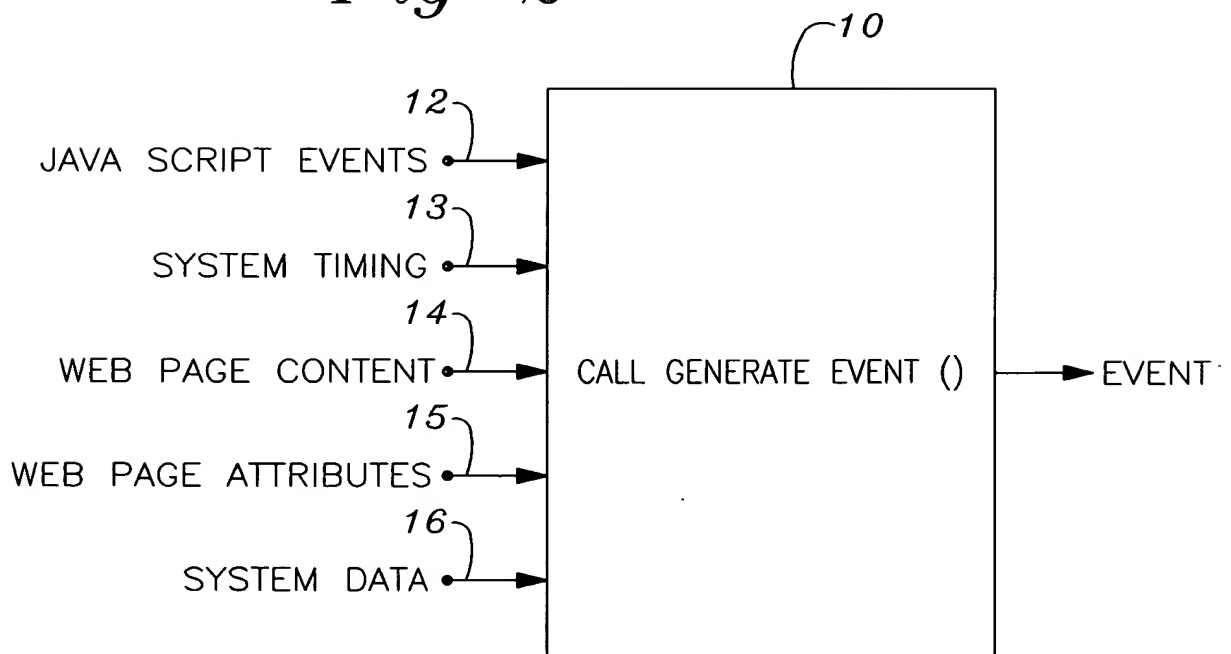 10
12
JAVA SCRIPT EVENTS
13
SYSTEM TIMING
14
WEB PAGE CONTENT
CALL GENERATE EVENT ()
EVENT
15
WEB PAGE ATTRIBUTES
16
SYSTEM DATA